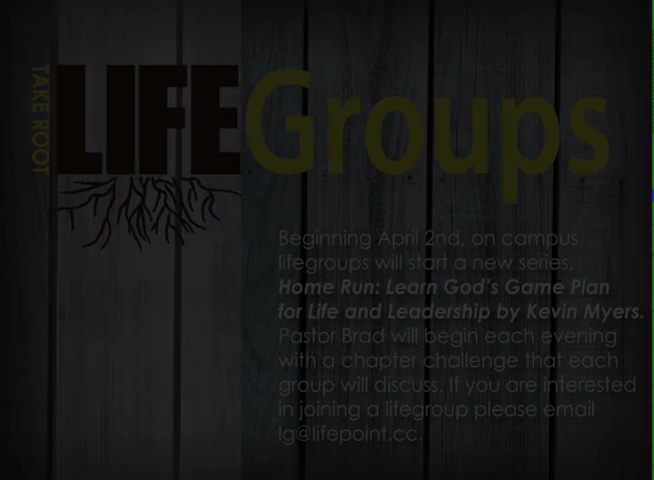 TAKE ROOT
LIFEGroups
Beginning April 2nd, on campus
lifegroups will start a new series,
Home Run: Learn God's Game Plan
for Life and Leadership by Kevin Myers.
Pastor Brad will begin each evening
with a chapter challenge that each
group will discuss. If you are interested
in joining a lifegroup please email
lg@lifepoint.cc.